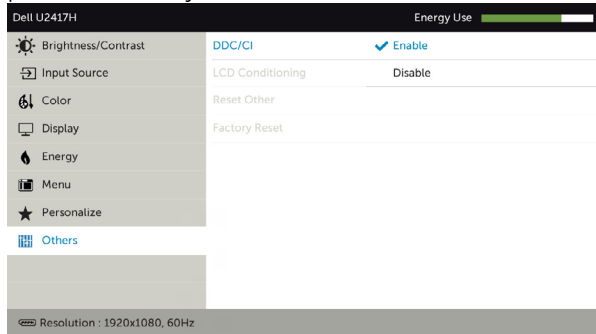 Dell U2417H Energy Use
Brightness/Contrast DDC/CI Enable
Input Source LCD Conditioning Disable
Color Reset Other
Display Factory Reset
Energy
Menu
Personalize
Others
Resolution : 1920x1080, 60Hz